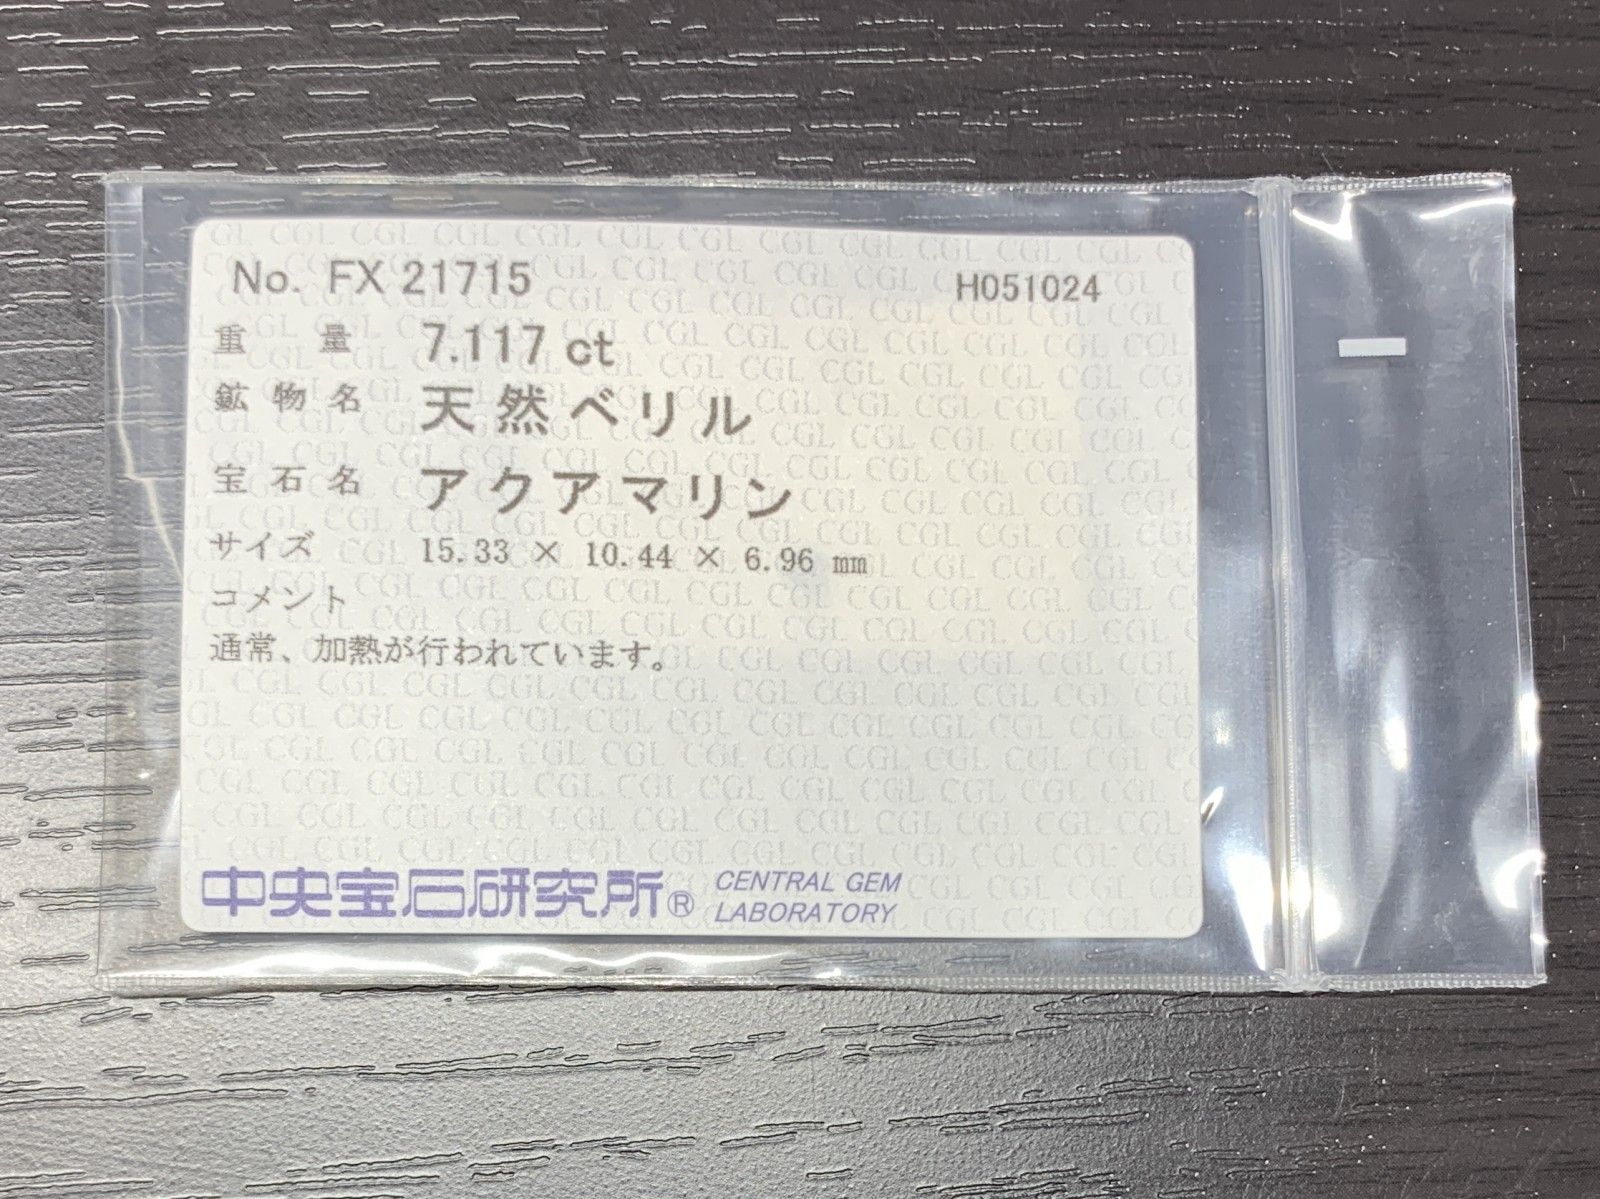 No. FX 21715 H051024
重量 7.117 ct
鉱物名 天然ベリル
宝石名 アクアマリン
サイズ 15.33 × 10.44 × 6.96 mm
コメント
通常、加熱が行われています。
中央宝石研究所® CENTRAL GEM
LABORATORY